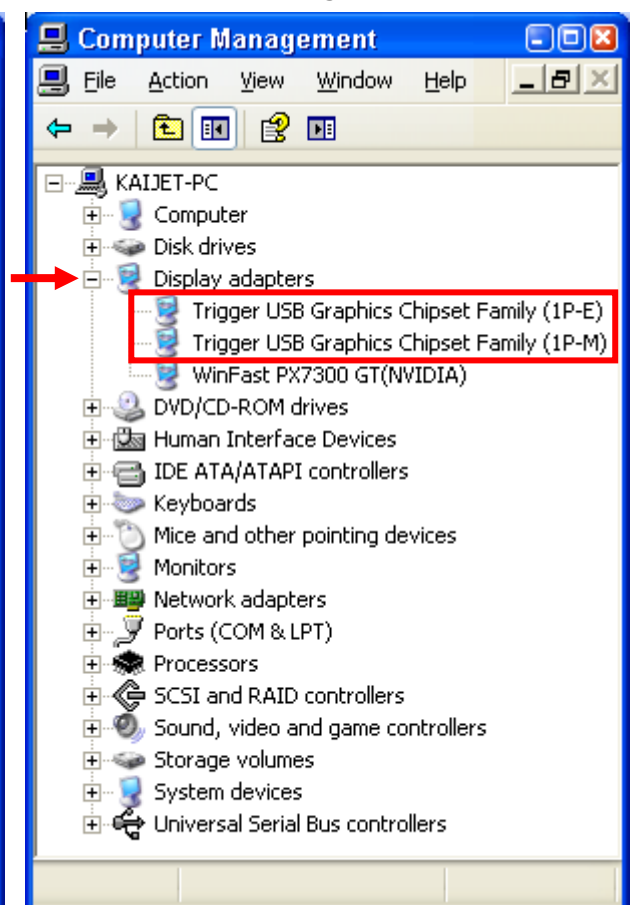 Computer Management
File Action View Window Help
KAIJET-PC
Computer
Disk drives
Display adapters
Trigger USB Graphics Chipset Family (1P-E)
Trigger USB Graphics Chipset Family (1P-M)
WinFast PX7300 GT(NVIDIA)
DVD/CD-ROM drives
Human Interface Devices
IDE ATA/ATAPI controllers
Keyboards
Mice and other pointing devices
Monitors
Network adapters
Ports (COM & LPT)
Processors
SCSI and RAID controllers
Sound, video and game controllers
Storage volumes
System devices
Universal Serial Bus controllers